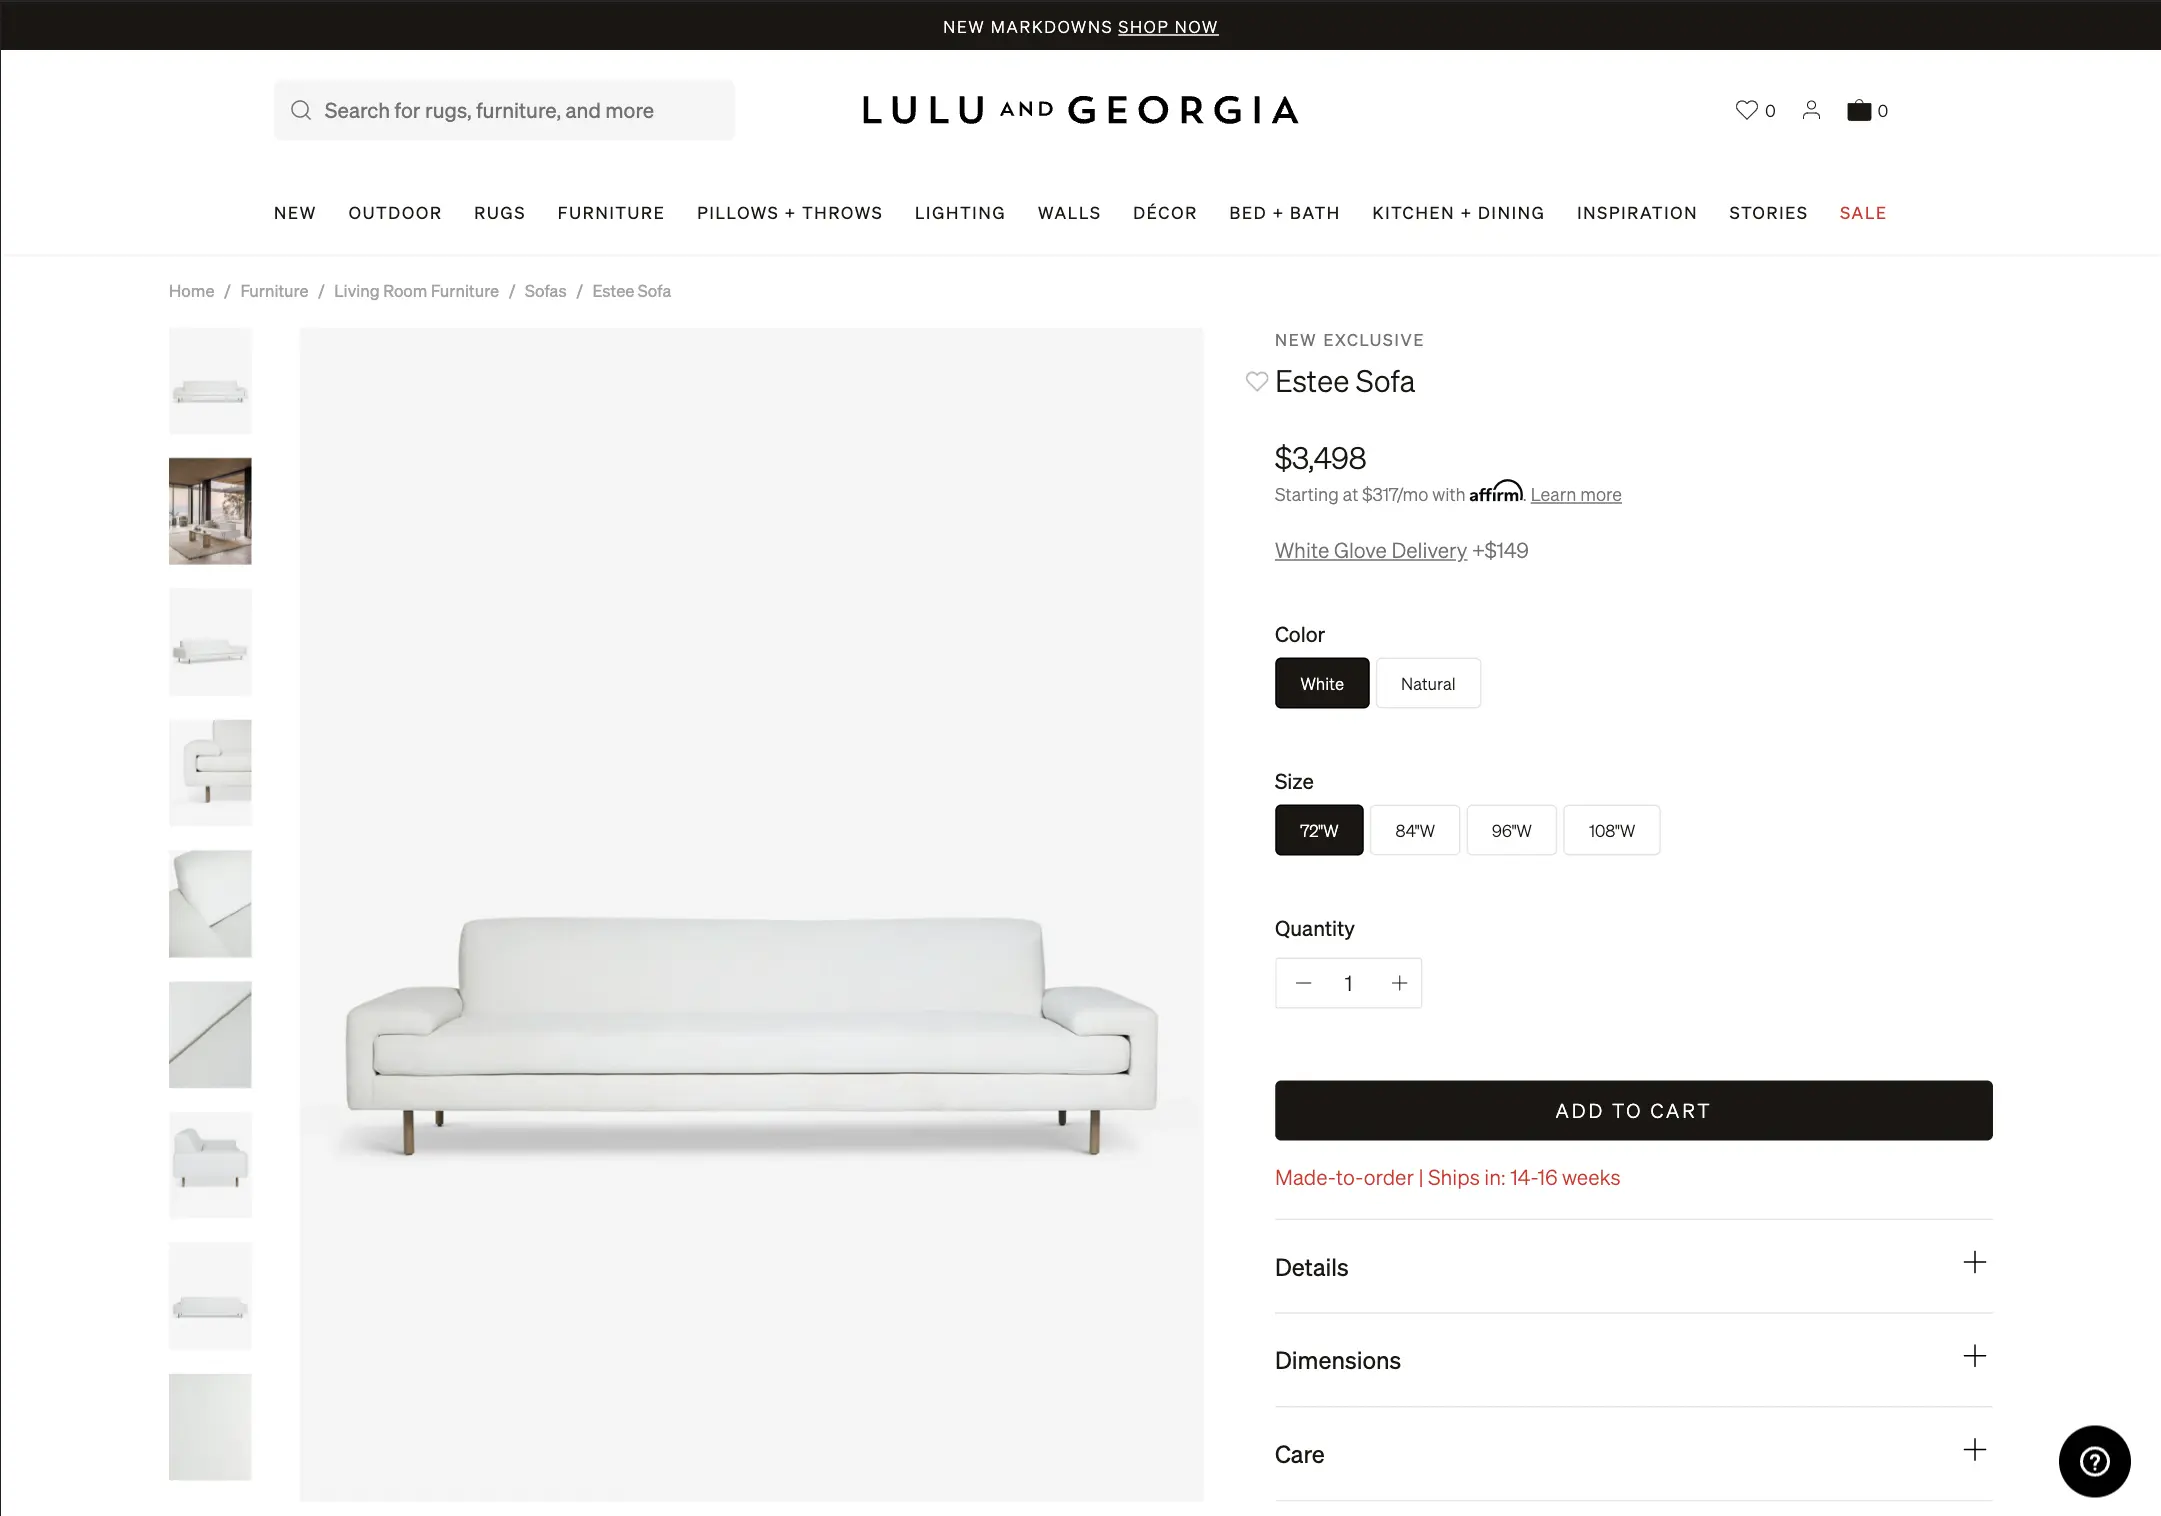 NEW MARKDOWNS SHOP NOW
Search for rugs, furniture, and more
LULU AND GEORGIA
0
0
NEW OUTDOOR RUGS FURNITURE PILLOWS + THROWS LIGHTING WALLS DÉCOR BED + BATH KITCHEN + DINING INSPIRATION STORIES SALE
Home / Furniture / Living Room Furniture / Sofas / Estee Sofa
NEW EXCLUSIVE
Estee Sofa
$3,498
Starting at $317/mo with affirm. Learn more
White Glove Delivery +$149
Color
White Natural
Size
72"W 84"W 96"W 108"W
Quantity
1
ADD TO CART
Made-to-order | Ships in: 14-16 weeks
Details
Dimensions
Care